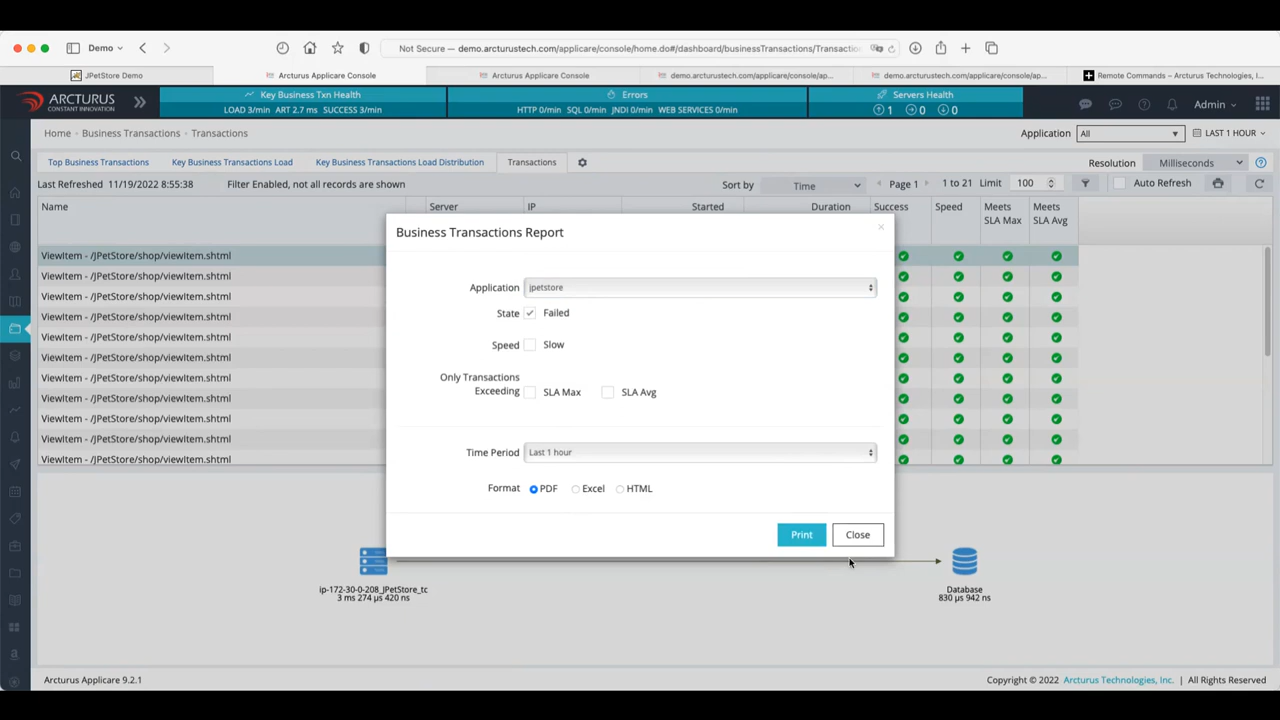 Demo
Not Secure — demo.arcturustech.com/applicare/console/home.do#/dashboard/businessTransactions/Transactio
JPetStore Demo
Arcturus Applicare Console
Arcturus Applicare Console
demo.arcturustech.com/applicare/console/ap...
demo.arcturustech.com/applicare/console/ap...
Remote Commands – Arcturus Technologies, I...
ARCTURUS
CONSTANT INNOVATION
Key Business Txn Health
LOAD 3/min ART 2.7 ms SUCCESS 3/min
Errors
HTTP 0/min SQL 0/min JNDI 0/min WEB SERVICES 0/min
Servers Health
1 0 0
Admin
Home - Business Transactions - Transactions
Application All LAST 1 HOUR
Top Business Transactions Key Business Transactions Load Key Business Transactions Load Distribution Transactions
Resolution Milliseconds
Last Refreshed 11/19/2022 8:55:38 Filter Enabled, not all records are shown
Sort by Time Page 1 1 to 21 Limit 100 Auto Refresh
Name Server IP Started Duration Success Speed Meets SLA Max Meets SLA Avg
ViewItem - /JPetStore/shop/viewItem.shtml
ViewItem - /JPetStore/shop/viewItem.shtml
ViewItem - /JPetStore/shop/viewItem.shtml
ViewItem - /JPetStore/shop/viewItem.shtml
ViewItem - /JPetStore/shop/viewItem.shtml
ViewItem - /JPetStore/shop/viewItem.shtml
ViewItem - /JPetStore/shop/viewItem.shtml
ViewItem - /JPetStore/shop/viewItem.shtml
ViewItem - /JPetStore/shop/viewItem.shtml
ViewItem - /JPetStore/shop/viewItem.shtml
ViewItem - /JPetStore/shop/viewItem.shtml
Business Transactions Report
Application jpetstore
State Failed
Speed Slow
Only Transactions
Exceeding SLA Max SLA Avg
Time Period Last 1 hour
Format PDF Excel HTML
Print Close
ip-172-30-0-208_JPetStore_tc
3 ms 274 µs 420 ns
Database
830 µs 942 ns
Arcturus Applicare 9.2.1
Copyright © 2022 Arcturus Technologies, Inc. | All Rights Reserved